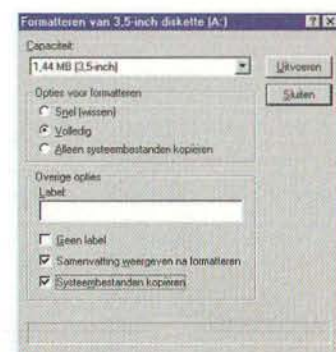 Formatteren van 3,5-inch diskette (A:)
Capaciteit:
1,44 MB (3,5-inch)
Uitvoeren
Sluiten
Opties voor formatteren
Snel (wissen)
Volledig
Alleen systeembestanden kopiëren
Overige opties
Label:
Geen label
Samenvatting weergeven na formatteren
Systeembestanden kopiëren